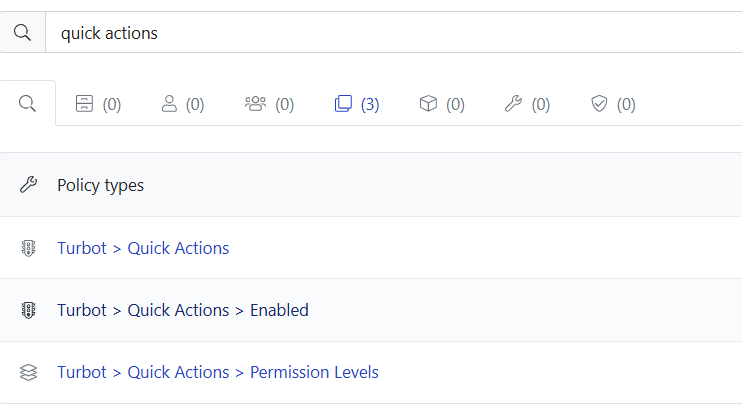 quick actions
(0) (0) (0) (3) (0) (0) (0)
Policy types
Turbot > Quick Actions
Turbot > Quick Actions > Enabled
Turbot > Quick Actions > Permission Levels